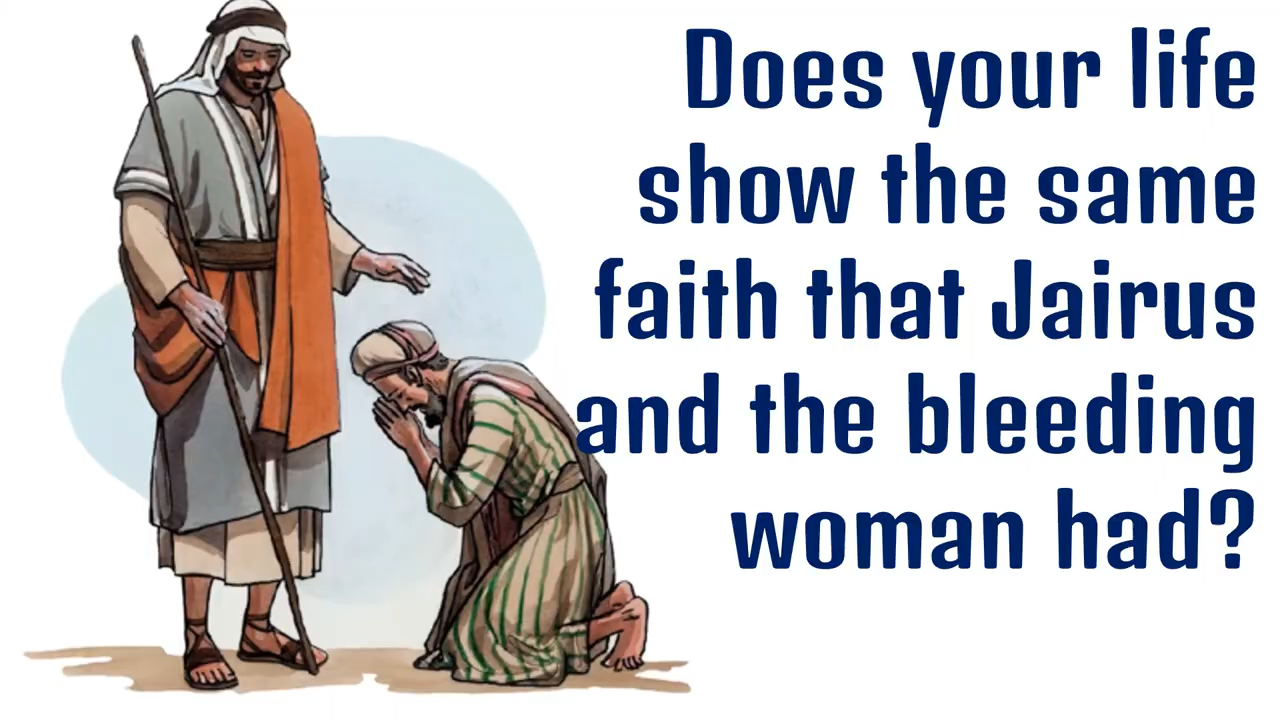 Does your life
show the same
faith that Jairus
and the bleeding
woman had?